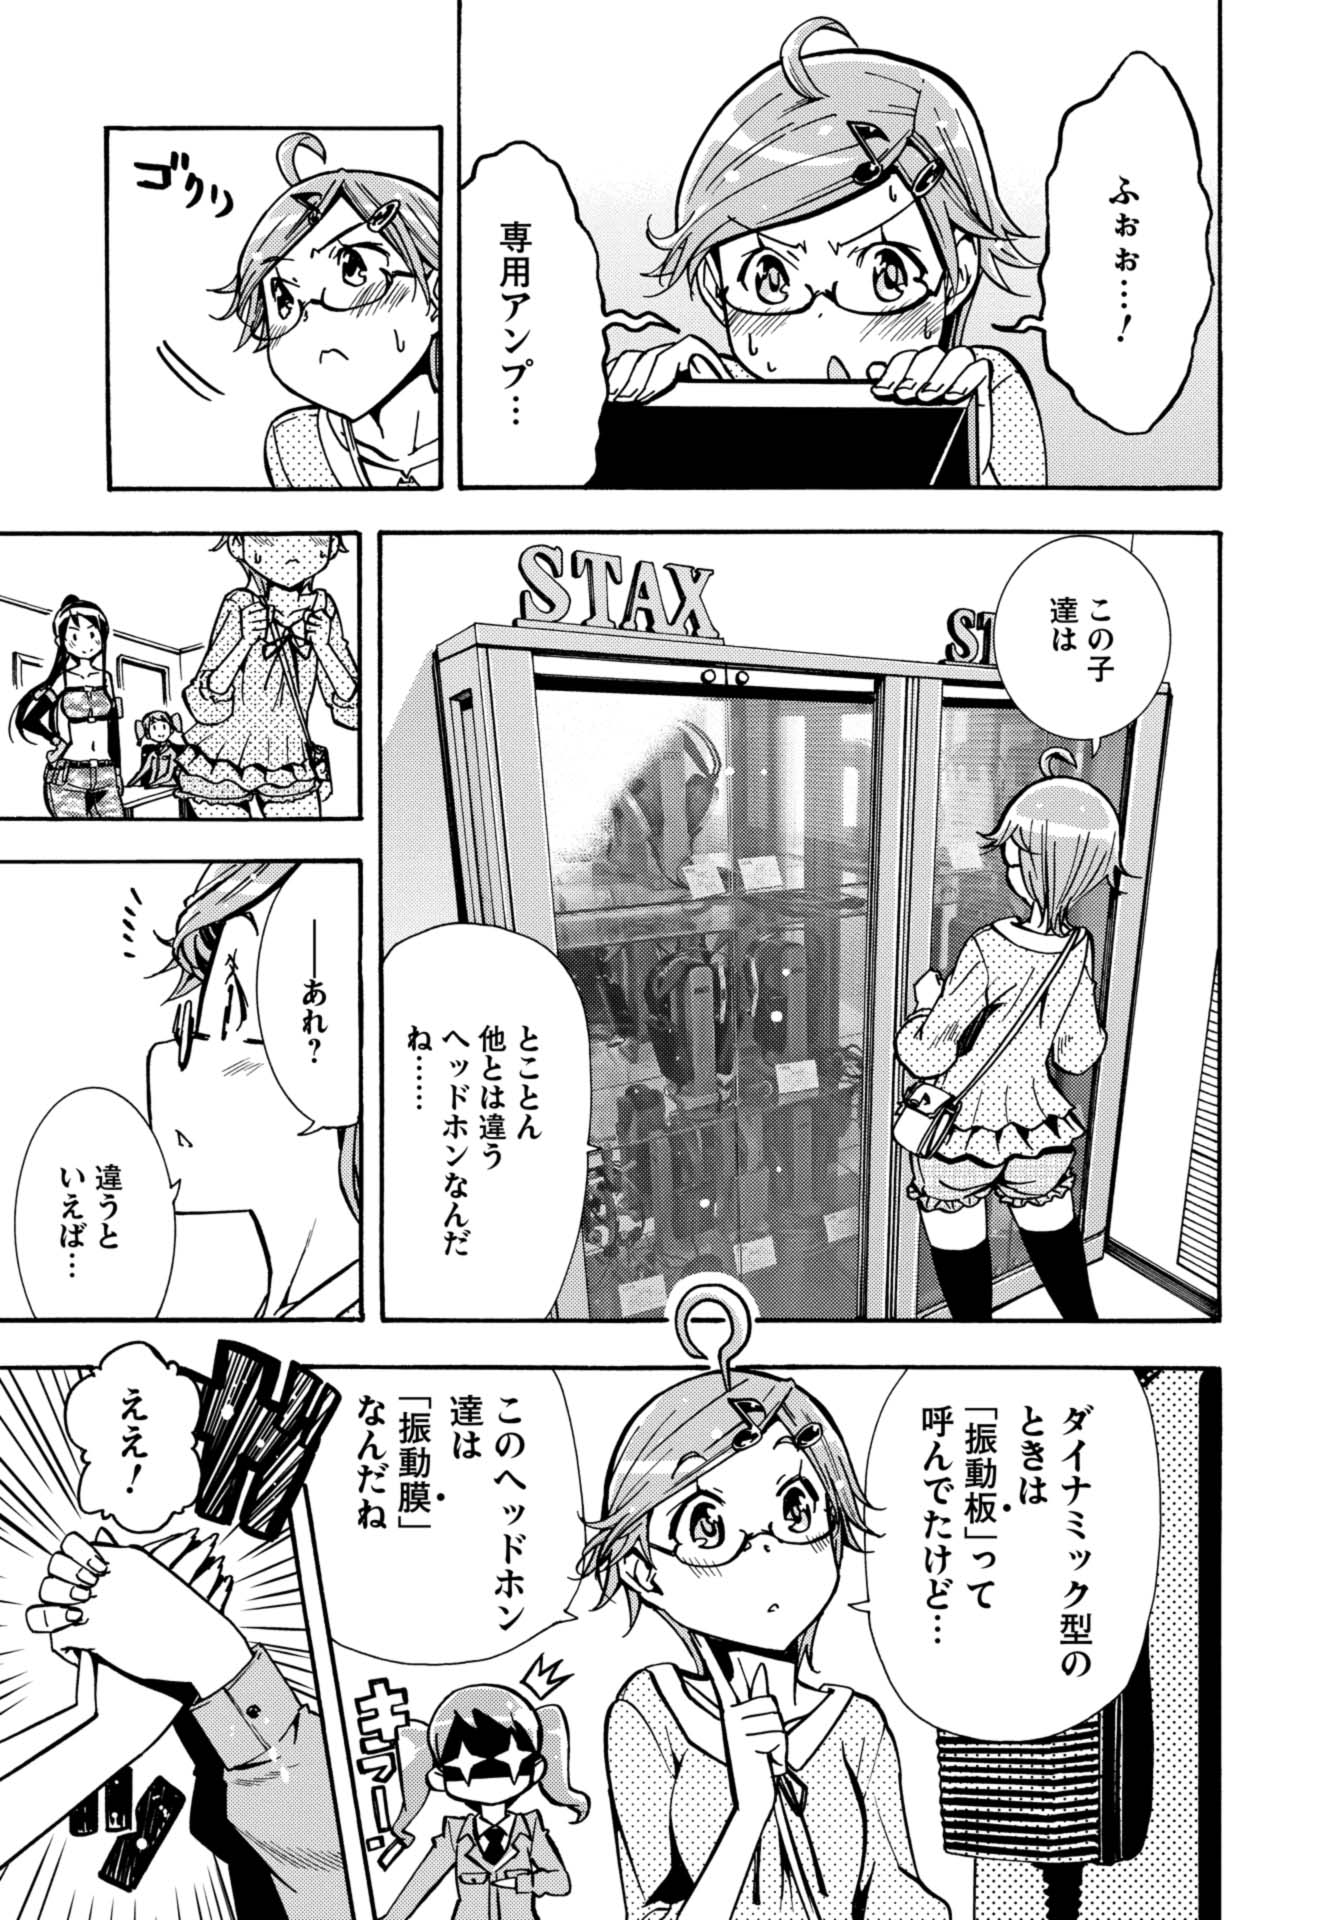 ふぉぉぉ…！
専用アンプ…
ゴクリ
STAX
ST
この子
達は
とことん
他とは違う
ヘッドホンなんだ
ね……
――あれ？
違うと
いえば…
ダイナミック型の
ときは
「振動板」って
呼んでたけど…
このヘッドホン
達は
「振動膜」
なんだね
キラーン
ええ！